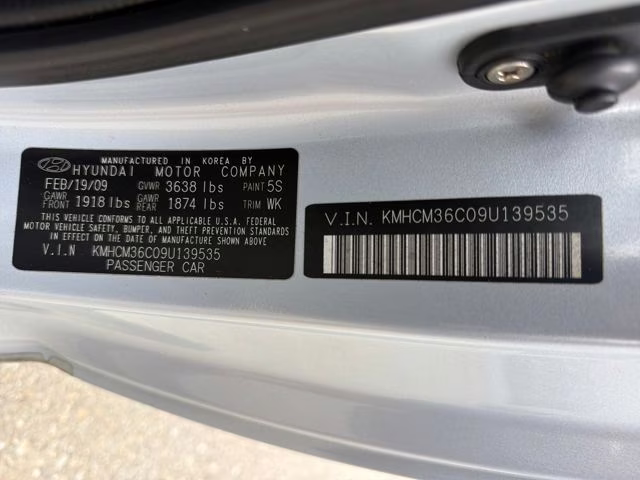 MANUFACTURED IN KOREA BY
HYUNDAI MOTOR COMPANY
FEB/19/09 GVWR 3638 lbs PAINT 5S
GAWR FRONT 1918 lbs GAWR REAR 1874 lbs TRIM WK
THIS VEHICLE CONFORMS TO ALL APPLICABLE U.S.A. FEDERAL
MOTOR VEHICLE SAFETY, BUMPER, AND THEFT PREVENTION STANDARDS
IN EFFECT ON THE DATE OF MANUFACTURE SHOWN ABOVE.
V.I.N KMHCM36C09U139535
PASSENGER CAR
V.I.N. KMHCM36C09U139535